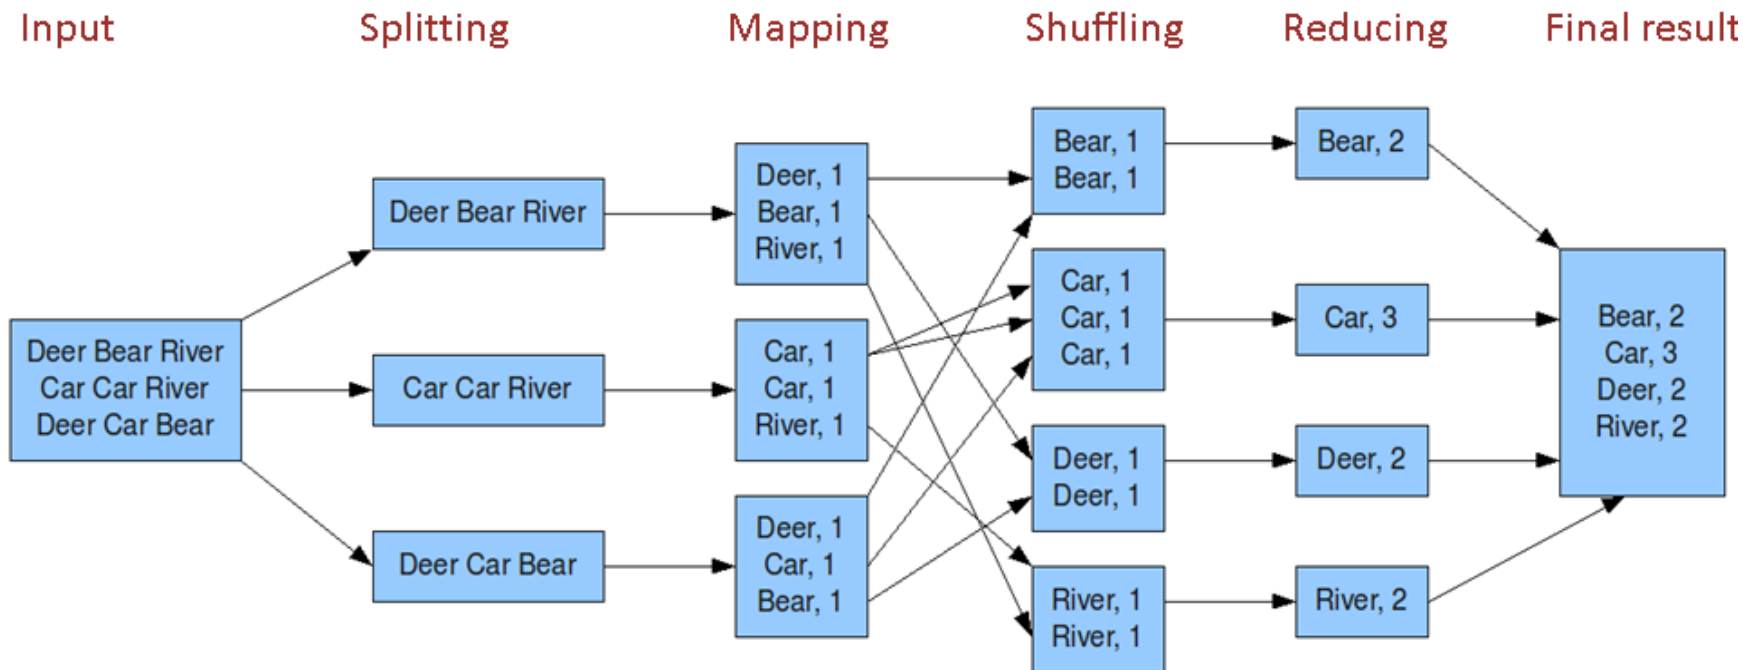 Input
Splitting
Mapping
Shuffling
Reducing
Final result
Deer Bear River
Car Car River
Deer Car Bear
Deer Bear River
Car Car River
Deer Car Bear
Deer, 1
Bear, 1
River, 1
Car, 1
Car, 1
River, 1
Deer, 1
Car, 1
Bear, 1
Bear, 1
Bear, 1
Car, 1
Car, 1
Car, 1
Deer, 1
Deer, 1
River, 1
River, 1
Bear, 2
Car, 3
Deer, 2
River, 2
Bear, 2
Car, 3
Deer, 2
River, 2